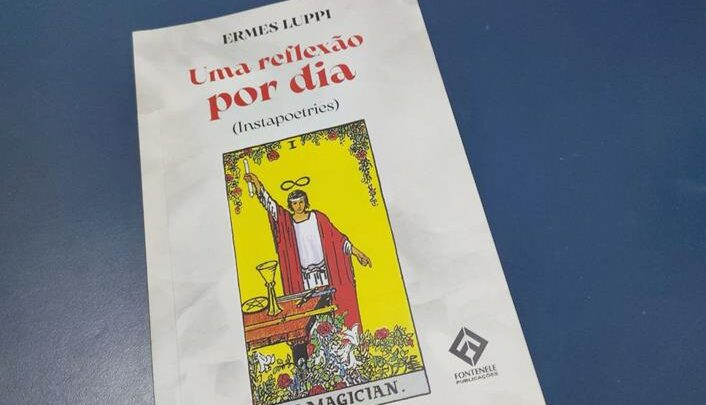 ERMES LUPPI
Uma reflexão
por dia
(Instapoetries)
I
MAGICIAN.
FONTENELE
PUBLICAÇÕES